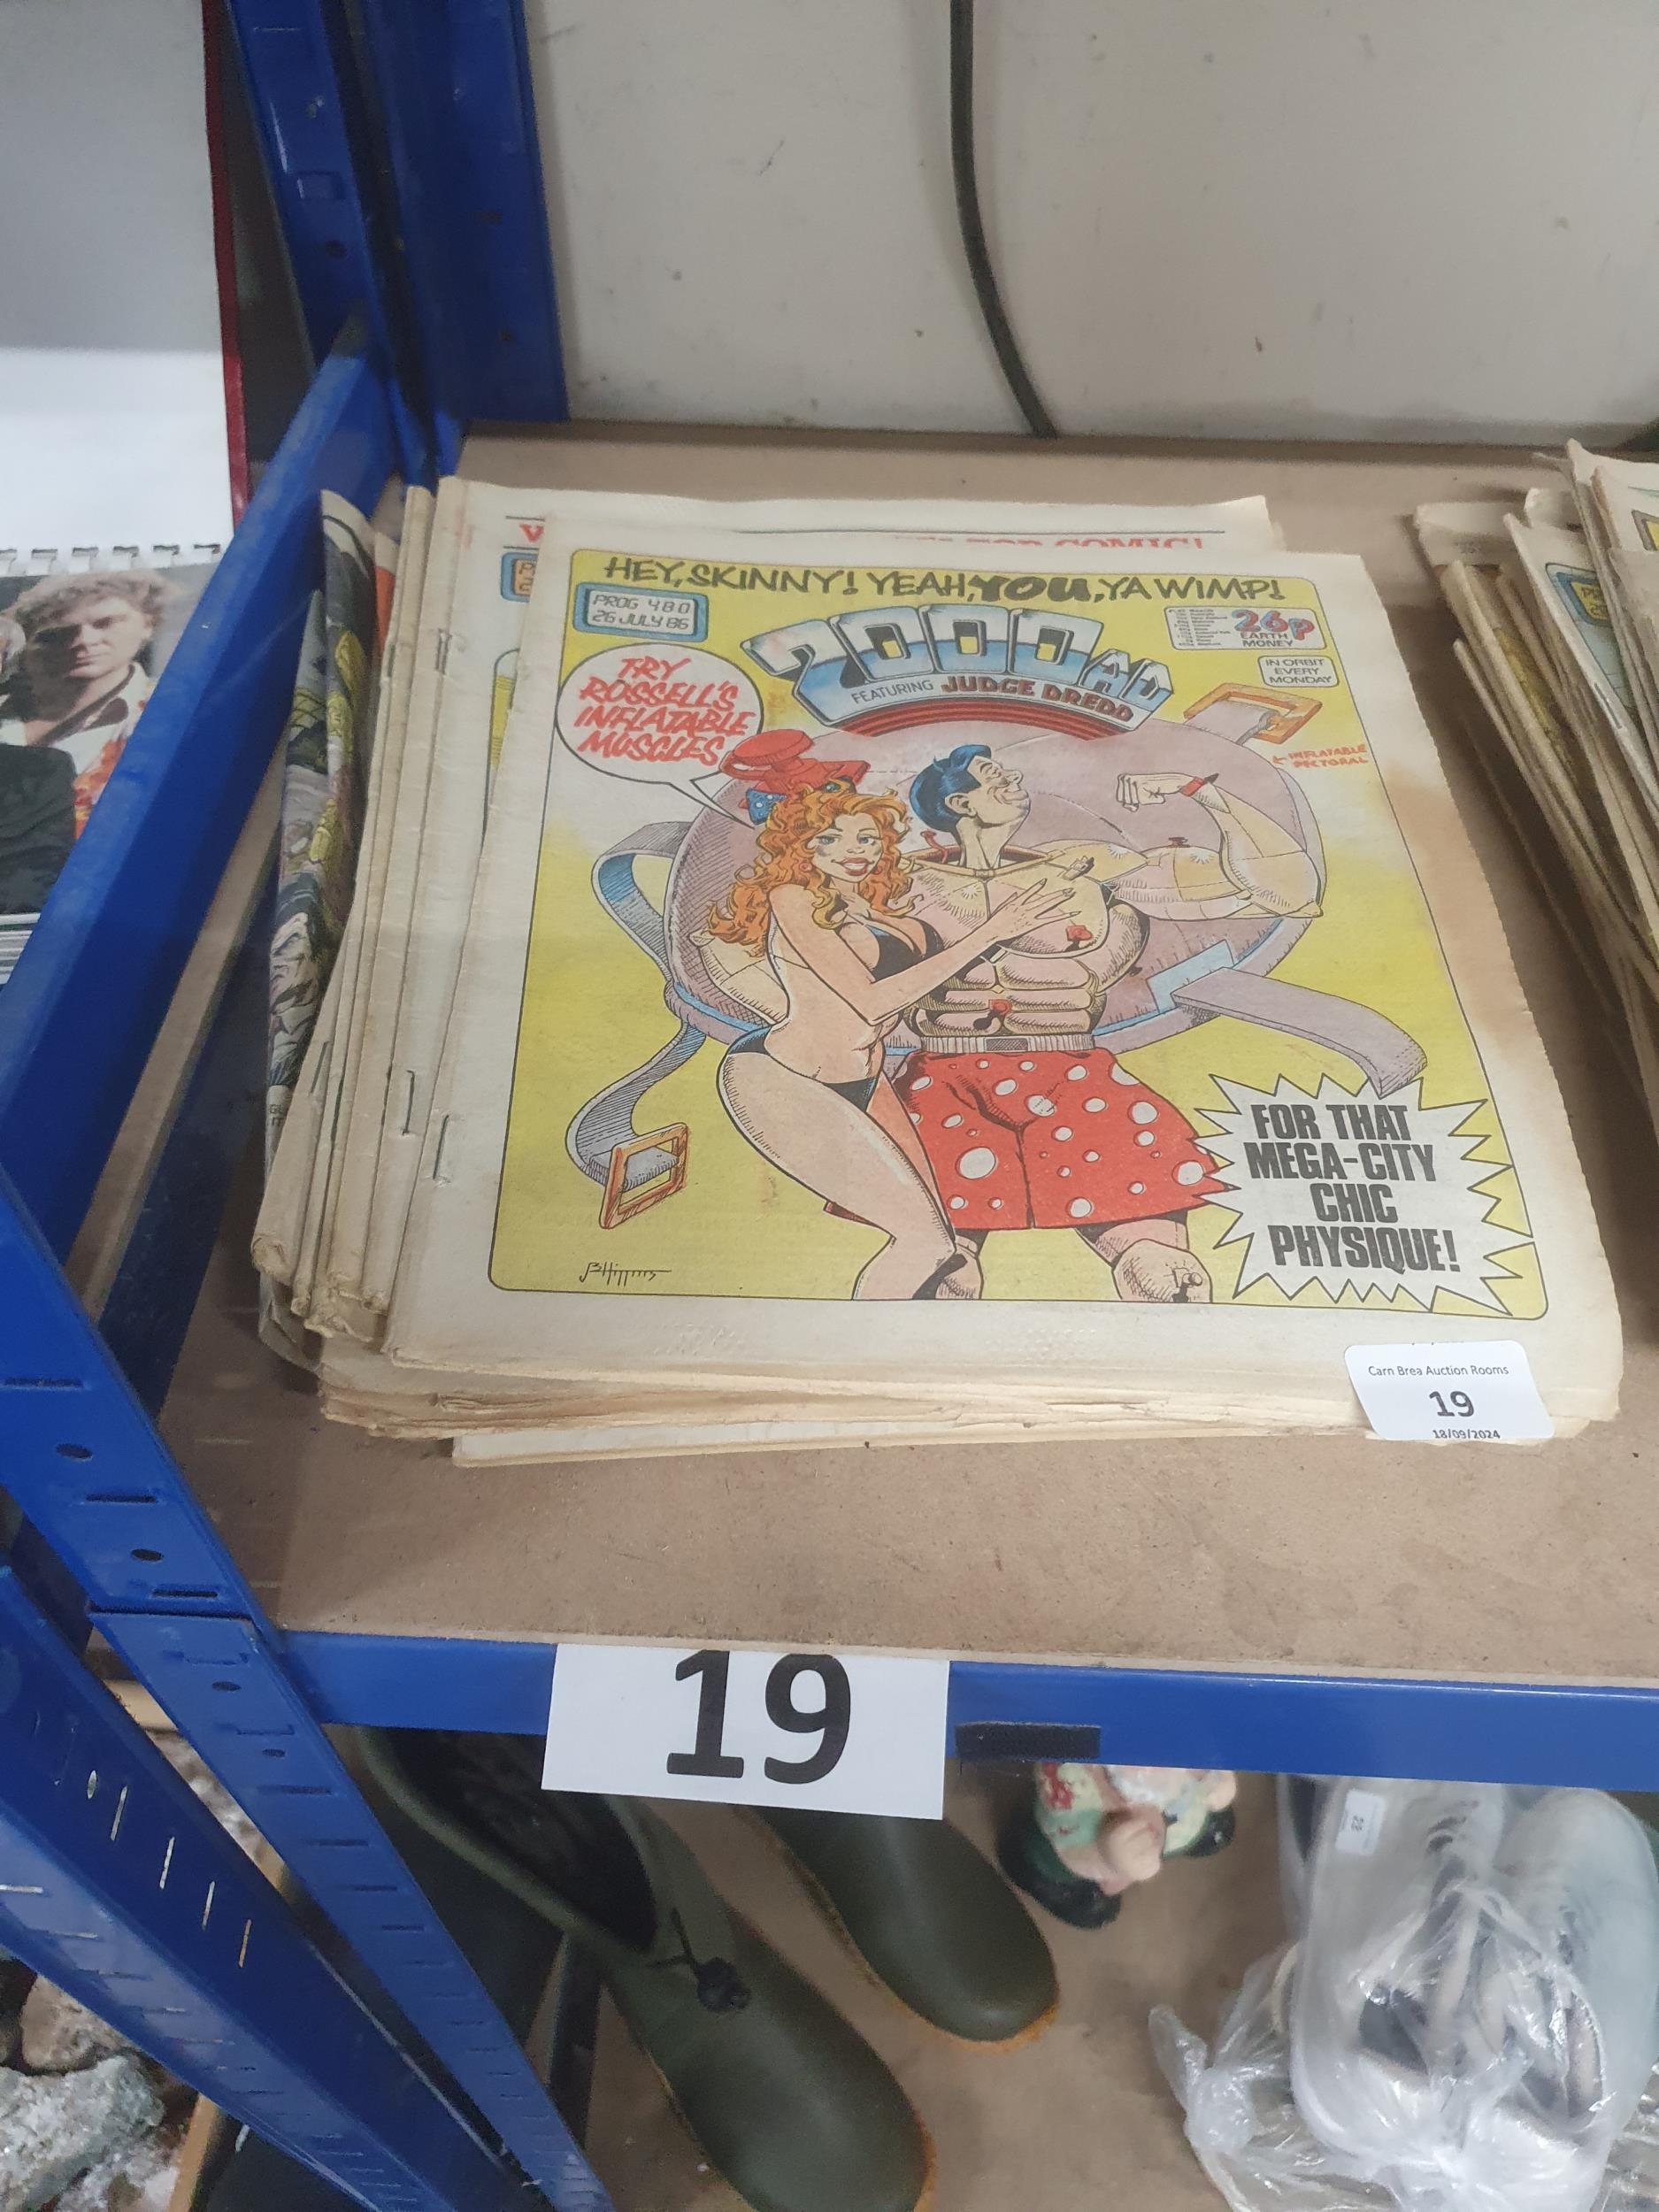 HEY, SKINNY! YEAH, YOU, YA WIMP!
PROG 480
26 JULY 86
2000 AD
FEATURING JUDGE DREDD
26p
EARTH
MONEY
IN ORBIT
EVERY
MONDAY
TRY
ROSSELL'S
INFLATABLE
MUSCLES
INFLATABLE
PECTORAL
FOR THAT
MEGA-CITY
CHIC
PHYSIQUE!
BHiggins
Carn Brea Auction Rooms
19
18/09/2024
19
22